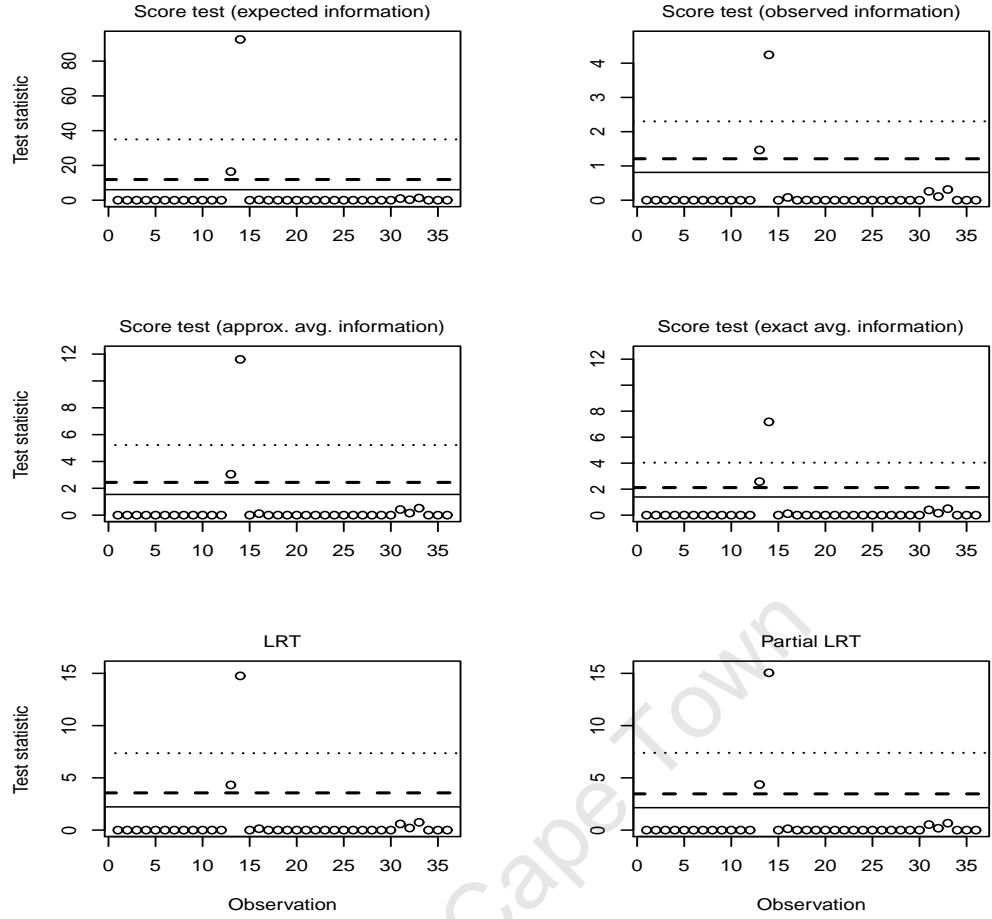 Score test (expected information)
Score test (observed information)
Test statistic
0 20 40 60 80
0 5 10 15 20 25 30 35
0 1 2 3 4
0 5 10 15 20 25 30 35
Score test (approx. avg. information)
Score test (exact avg. information)
Test statistic
0 2 4 6 8 12
0 5 10 15 20 25 30 35
0 2 4 6 8 12
0 5 10 15 20 25 30 35
LRT
Partial LRT
Test statistic
0 5 10 15
0 5 10 15 20 25 30 35
0 5 10 15
0 5 10 15 20 25 30 35
Observation
Observation
Cape Town